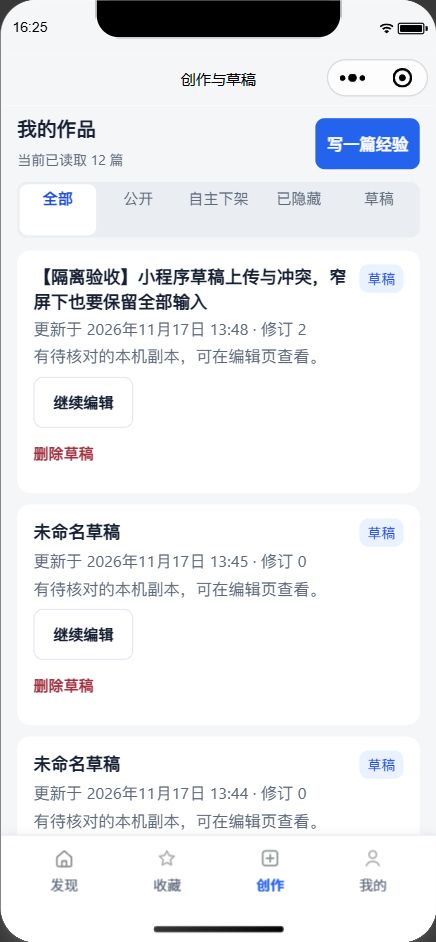 16:25
创作与草稿
我的作品
当前已读取 12 篇
写一篇经验
全部 公开 自主下架 已隐藏 草稿
【隔离验收】小程序草稿上传与冲突，窄
屏下也要保留全部输入
草稿
更新于 2026年11月17日 13:48 · 修订 2
有待核对的本机副本，可在编辑页查看。
继续编辑
删除草稿
未命名草稿
草稿
更新于 2026年11月17日 13:45 · 修订 0
有待核对的本机副本，可在编辑页查看。
继续编辑
删除草稿
未命名草稿
草稿
更新于 2026年11月17日 13:44 · 修订 0
有待核对的本机副本，可在编辑页查看。
发现 收藏 创作 我的